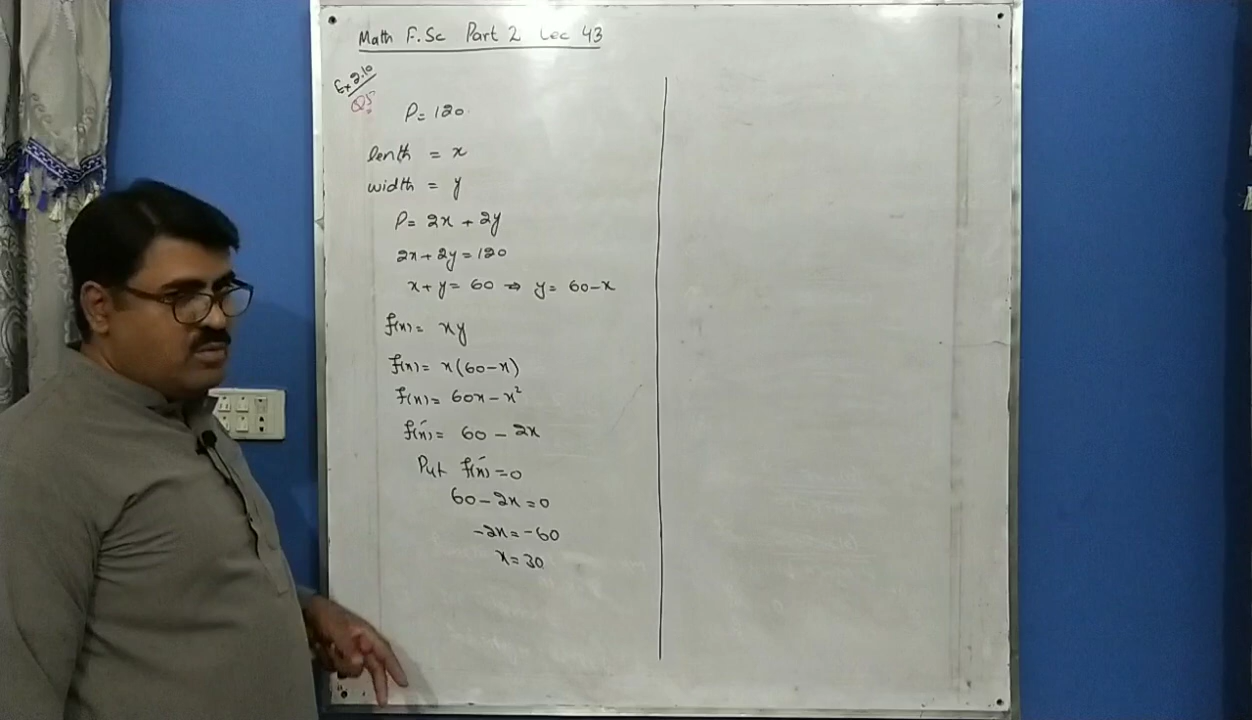 Math F.Sc Part 2 Lec 43
Ex 2.10
Q5
P = 120
lenth = x
width = y
P = 2x + 2y
2x + 2y = 120
x + y = 60 ⇒ y = 60 - x
f(x) = xy
f(x) = x(60 - x)
f(x) = 60x - x²
f'(x) = 60 - 2x
Put f'(x) = 0
60 - 2x = 0
-2x = -60
x = 30